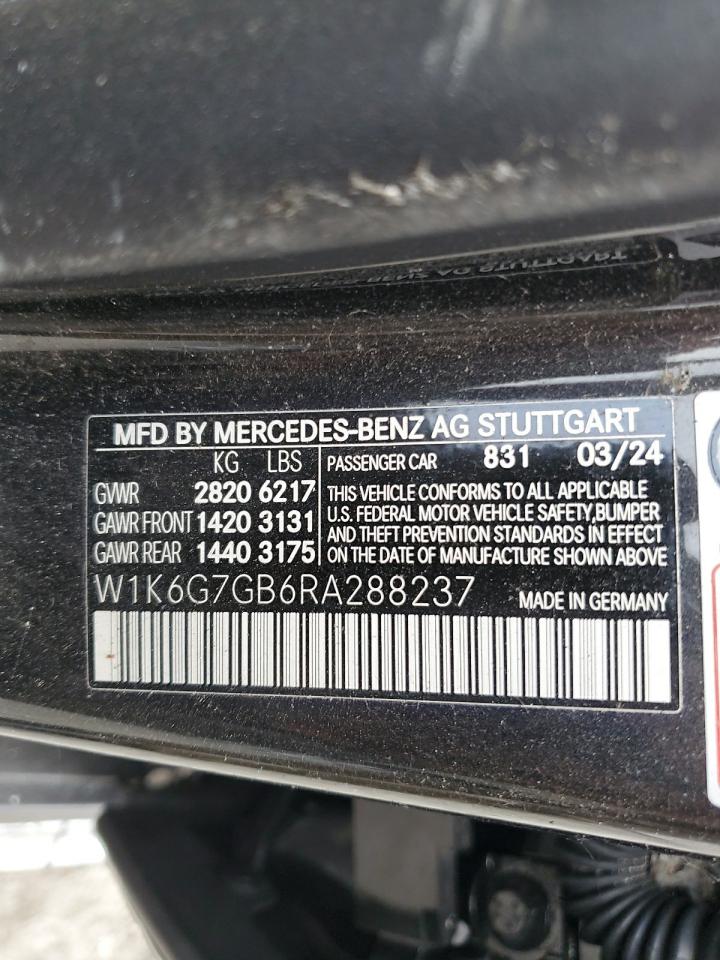 MFD BY MERCEDES-BENZ AG STUTTGART
KG LBS
GWR 2820 6217
GAWR FRONT 1420 3131
GAWR REAR 1440 3175
PASSENGER CAR 831 03/24
THIS VEHICLE CONFORMS TO ALL APPLICABLE
U.S. FEDERAL MOTOR VEHICLE SAFETY,BUMPER
AND THEFT PREVENTION STANDARDS IN EFFECT
ON THE DATE OF MANUFACTURE SHOWN ABOVE
W1K6G7GB6RA288237
MADE IN GERMANY